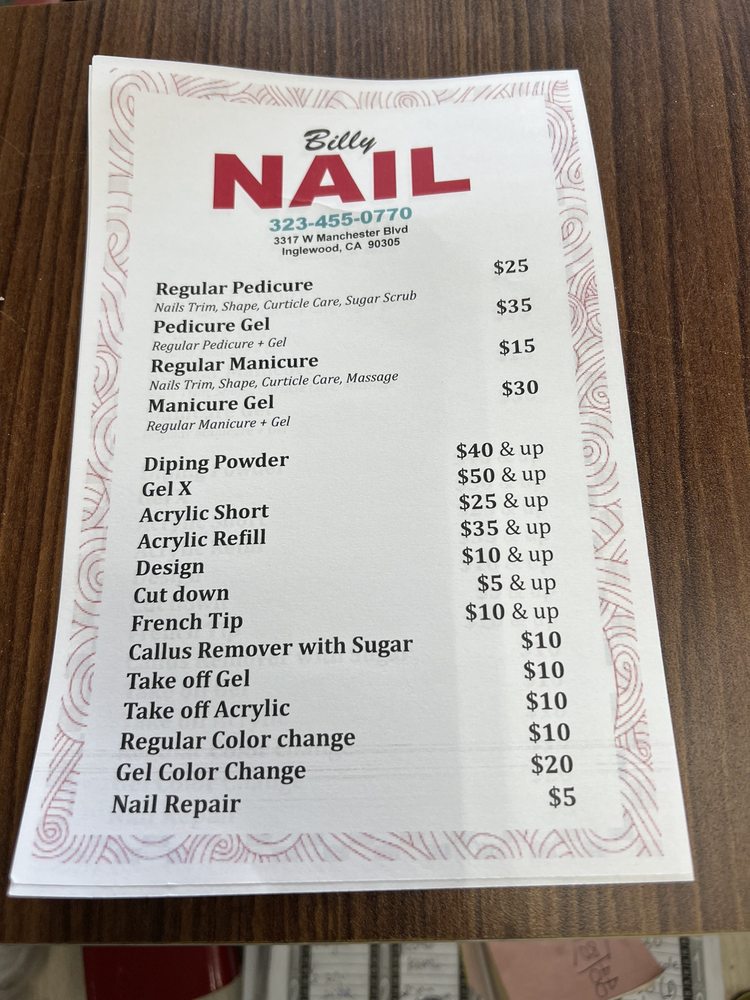 Billy
NAIL
323-455-0770
3317 W Manchester Blvd
Inglewood, CA 90305
Regular Pedicure $25
Nails Trim, Shape, Curticle Care, Sugar Scrub
Pedicure Gel $35
Regular Pedicure + Gel
Regular Manicure $15
Nails Trim, Shape, Curticle Care, Massage
Manicure Gel $30
Regular Manicure + Gel
Diping Powder $40 & up
Gel X $50 & up
Acrylic Short $25 & up
Acrylic Refill $35 & up
Design $10 & up
Cut down $5 & up
French Tip $10 & up
Callus Remover with Sugar $10
Take off Gel $10
Take off Acrylic $10
Regular Color change $10
Gel Color Change $20
Nail Repair $5